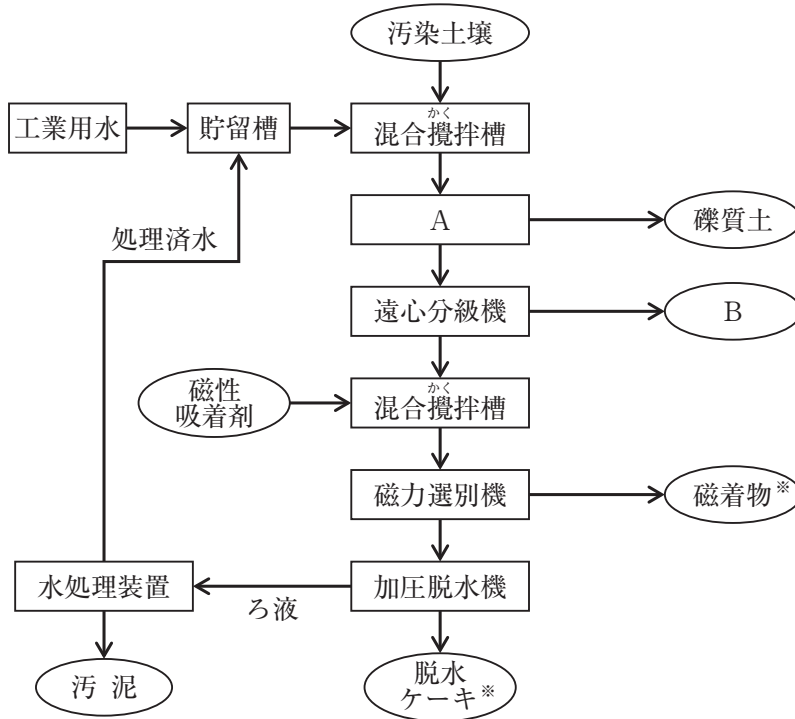 汚染土壌
工業用水
貯留槽
かく
混合攪拌槽
処理済水
A
礫質土
遠心分級機
B
磁性
吸着剤
かく
混合攪拌槽
磁力選別機
磁着物※
水処理装置
ろ液
加圧脱水機
汚 泥
脱水
ケーキ※